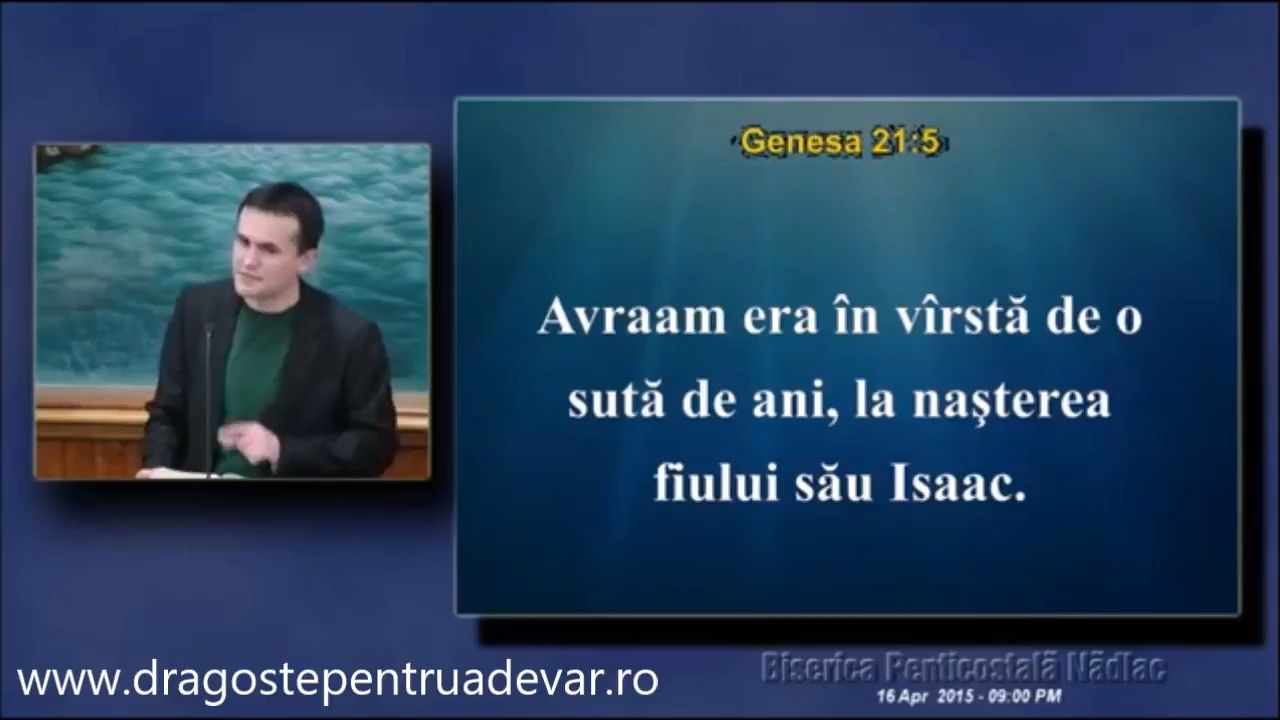 Genesa 21:5
Avraam era în vîrstă de o
sută de ani, la naşterea
fiului său Isaac.
www.dragostepentruadevar.ro
Biserica Penticostală Nădlac
16 Apr 2015 - 09:00 PM